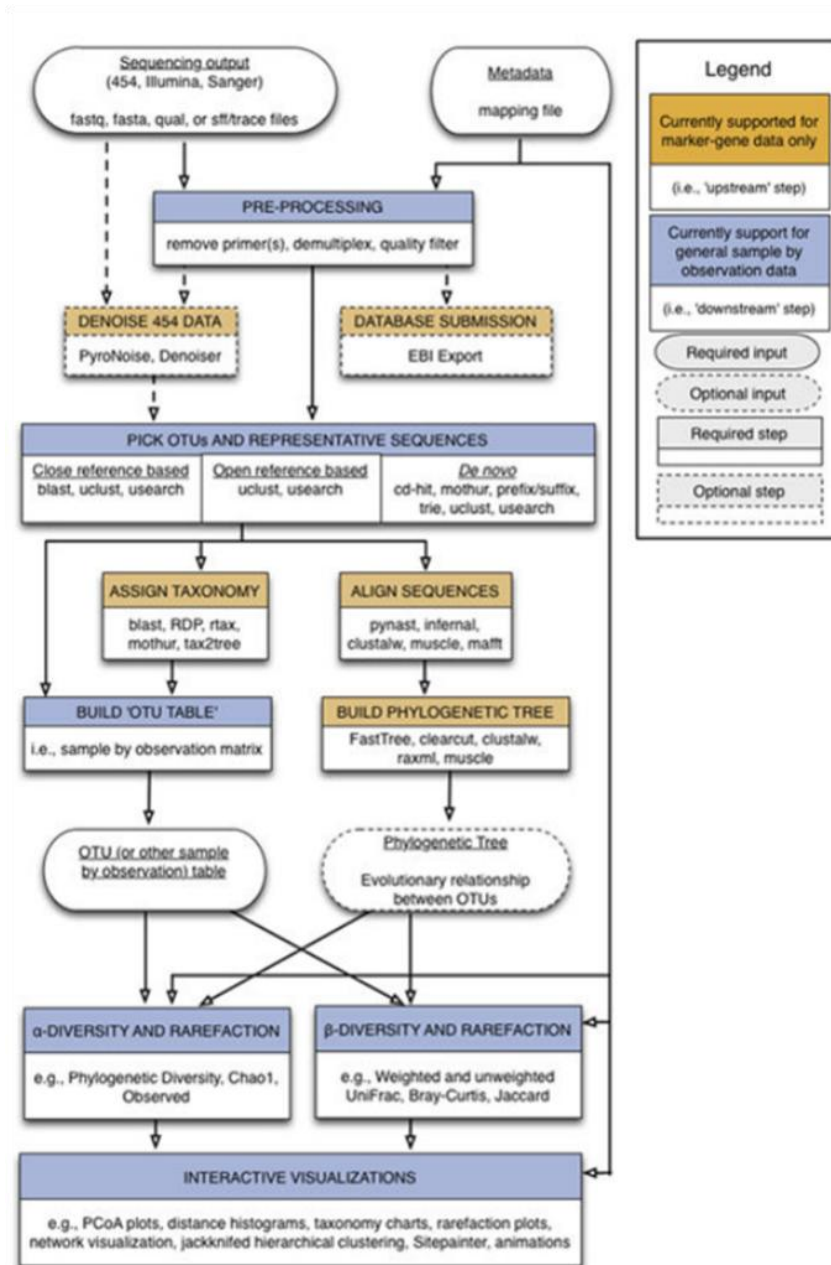 Sequencing output
(454, Illumina, Sanger)
fastq, fasta, qual, or sff/trace files
Metadata
mapping file
PRE-PROCESSING
remove primer(s), demultiplex, quality filter
DENOISE 454 DATA
PyroNoise, Denoiser
DATABASE SUBMISSION
EBI Export
PICK OTUs AND REPRESENTATIVE SEQUENCES
Close reference based
blast, uclust, usearch
Open reference based
uclust, usearch
De novo
cd-hit, mothur, prefix/suffix,
trie, uclust, usearch
ASSIGN TAXONOMY
blast, RDP, rtax,
mothur, tax2tree
ALIGN SEQUENCES
pynast, infernal,
clustalw, muscle, mafft
BUILD 'OTU TABLE'
i.e., sample by observation matrix
BUILD PHYLOGENETIC TREE
FastTree, clearcut, clustalw,
raxml, muscle
OTU (or other sample
by observation) table
Phylogenetic Tree
Evolutionary relationship
between OTUs
α-DIVERSITY AND RAREFACTION
e.g., Phylogenetic Diversity, Chao1,
Observed
β-DIVERSITY AND RAREFACTION
e.g., Weighted and unweighted
UniFrac, Bray-Curtis, Jaccard
INTERACTIVE VISUALIZATIONS
e.g., PCoA plots, distance histograms, taxonomy charts, rarefaction plots,
network visualization, jackknifed hierarchical clustering, Sitepainter, animations
Legend
Currently supported for
marker-gene data only
(i.e., 'upstream' step)
Currently support for
general sample by
observation data
(i.e., 'downstream' step)
Required input
Optional input
Required step
Optional step